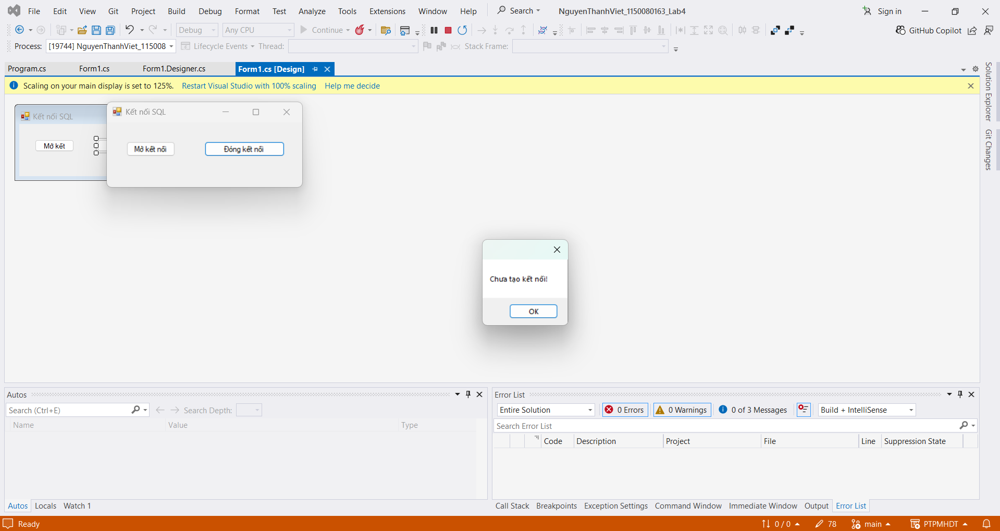 File Edit View Git Project Build Debug Format Test Analyze Tools Extensions Window Help Search NguyenThanhViet_1150080163_Lab4 Sign in
Debug Any CPU Continue GitHub Copilot
Process: [19744] NguyenThanhViet_115008 Lifecycle Events Thread: Stack Frame:
Program.cs Form1.cs Form1.Designer.cs Form1.cs [Design]
Scaling on your main display is set to 125%. Restart Visual Studio with 100% scaling Help me decide
Solution Explorer
Git Changes
Kết nối SQL
Mở kết
Kết nối SQL
Mở kết nối Đóng kết nối
Chưa tạo kết nối!
OK
Autos
Search (Ctrl+E) Search Depth:
Name Value Type
Autos Locals Watch 1
Error List
Entire Solution 0 Errors 0 Warnings 0 of 3 Messages Build + IntelliSense
Search Error List
Code Description Project File Line Suppression State
Call Stack Breakpoints Exception Settings Command Window Immediate Window Output Error List
Ready 0 / 0 78 main PTPMHDT